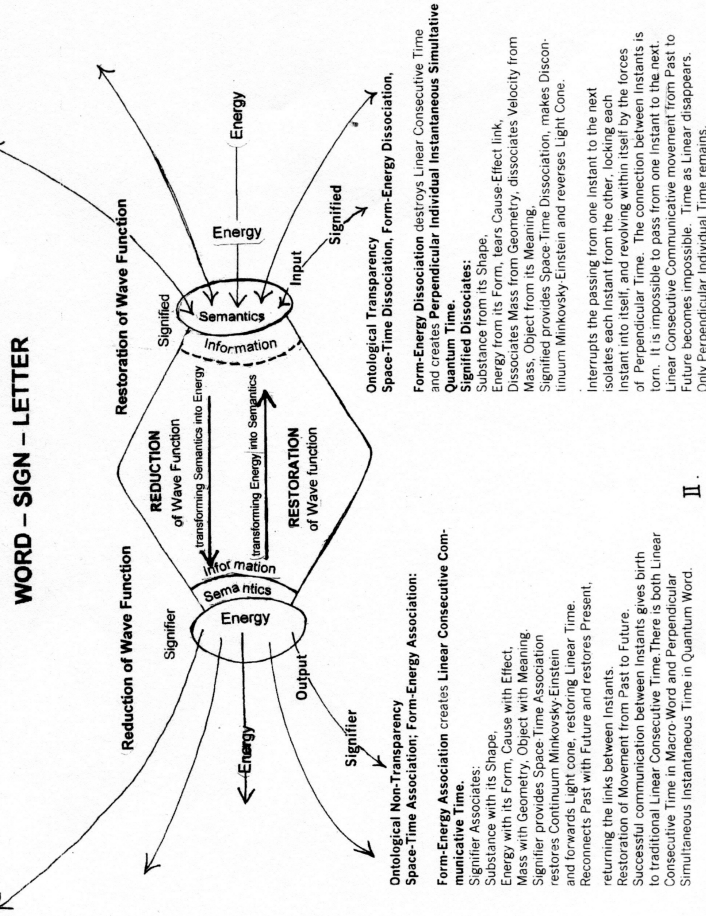 WORD – SIGN – LETTER
Reduction of Wave Function
Restoration of Wave Function
Signifier
Signified
REDUCTION
of Wave Function
transforming Semantics into Energy
transforming Energy into Semantics
RESTORATION
of Wave function
Energy
Semantics
Information
Energy
Output
Signifier
Information
Semantics
Energy
Energy
Input
Signified
Ontological Non-Transparency
Space-Time Association; Form-Energy Association:
Form-Energy Association creates Linear Consecutive Com-
municative Time.
Signifier Associates:
Substance with its Shape,
Energy with its Form, Cause with Effect,
Mass with Geometry, Object with Meaning.
Signifier provides Space-Time Association
restores Continuum Minkovsky-Einstein
and forwards Light cone, restoring Linear Time.
Reconnects Past with Future and restores Present,
returning the links between Instants.
Restoration of Movement from Past to Future.
Successful communication between Instants gives birth
to traditional Linear Consecutive Time.There is both Linear
Consecutive Time in Macro Word and Perpendicular
Simultaneous Instantaneous Time in Quantum Word.
II.
Ontological Transparency
Space-Time Dissociation, Form-Energy Dissociation,
Form-Energy Dissociation destroys Linear Consecutive Time
and creates Perpendicular Individual Instantaneous Simultative
Quantum Time.
Signified Dissociates:
Substance from its Shape,
Energy from its Form, tears Cause-Effect link,
Dissociates Mass from Geometry, dissociates Velocity from
Mass, Object from its Meaning,
Signified provides Space-Time Dissociation, makes Discon-
tinuum Minkovsky-Einstein and reverses Light Cone.
Interrupts the passing from one Instant to the next
isolates each Instant from the other, locking each
Instant into itself, and revolving within itself by the forces
of Perpendicular Time. The connection between Instants is
torn. It is impossible to pass from one Instant to the next.
Linear Consecutive Communicative movement from Past to
Future becomes impossible. Time as Linear disappears.
Only Perpendicular Individual Time remains.